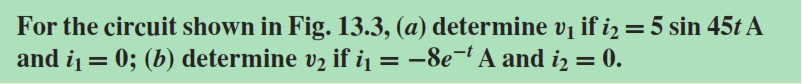 For the circuit shown in Fig. 13.3, (a) determine v₁ if i₂ = 5 sin 45t A
and i₁ = 0; (b) determine v₂ if i₁ = −8e⁻ᵗ A and i₂ = 0.